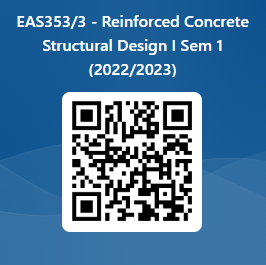 EAS353/3 - Reinforced Concrete
Structural Design I Sem 1
(2022/2023)